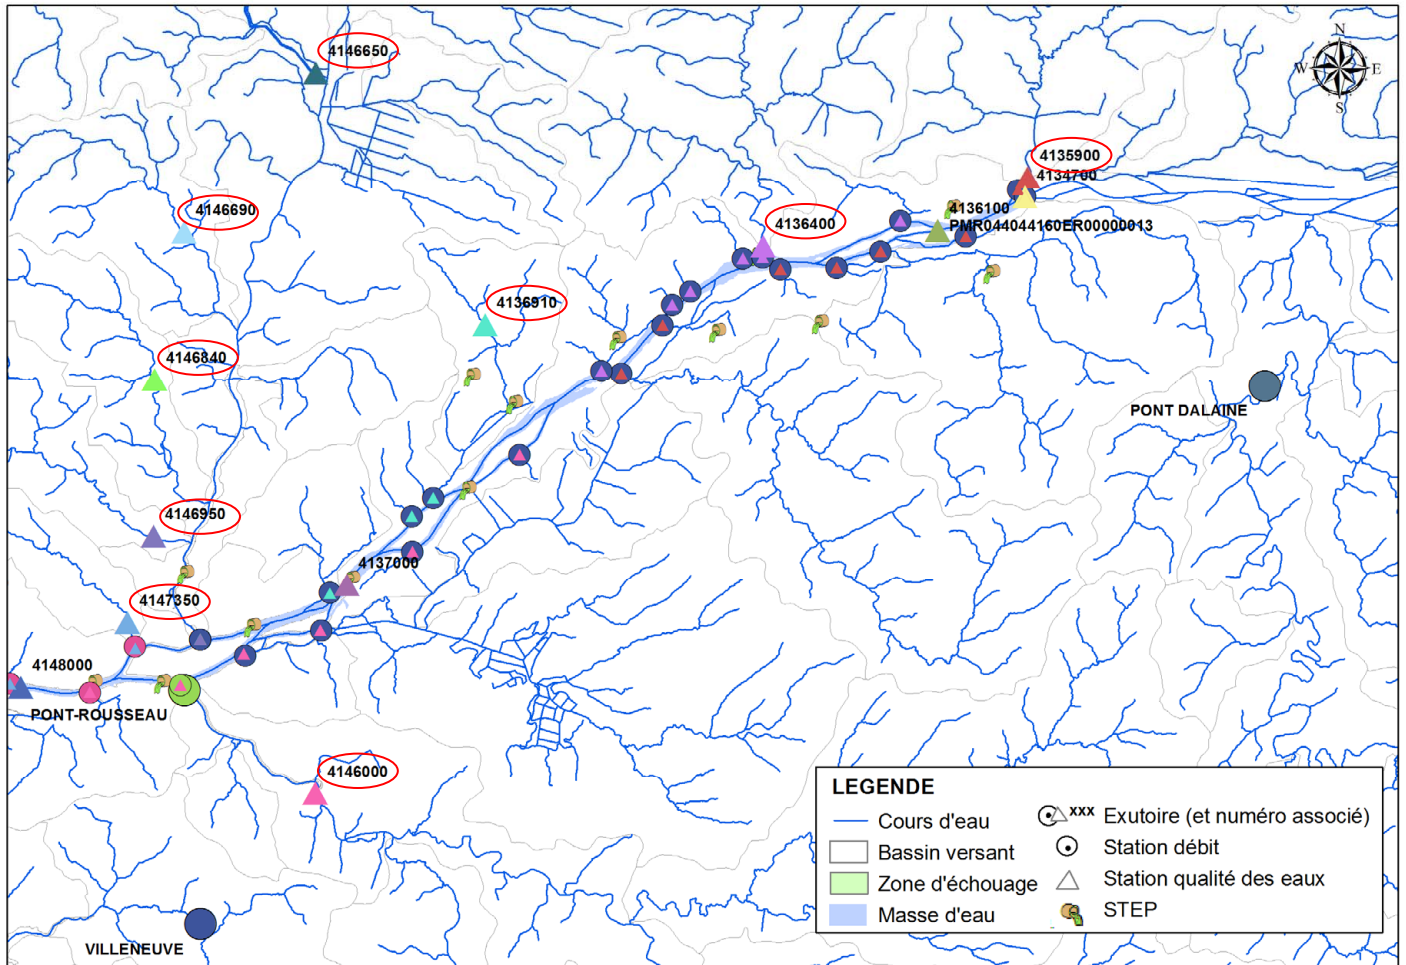 4146650
N
W
E
S
4135900
4134700
4146690
4136100
4136400
PMR044044160ER00000013
4136910
4146840
PONT DALAINE
4146950
4137000
4147350
4148000
PONT-ROUSSEAU
4146000
VILLENEUVE
LEGENDE
Cours d'eau
Bassin versant
Zone d'échouage
Masse d'eau
xxx Exutoire (et numéro associé)
Station débit
Station qualité des eaux
STEP